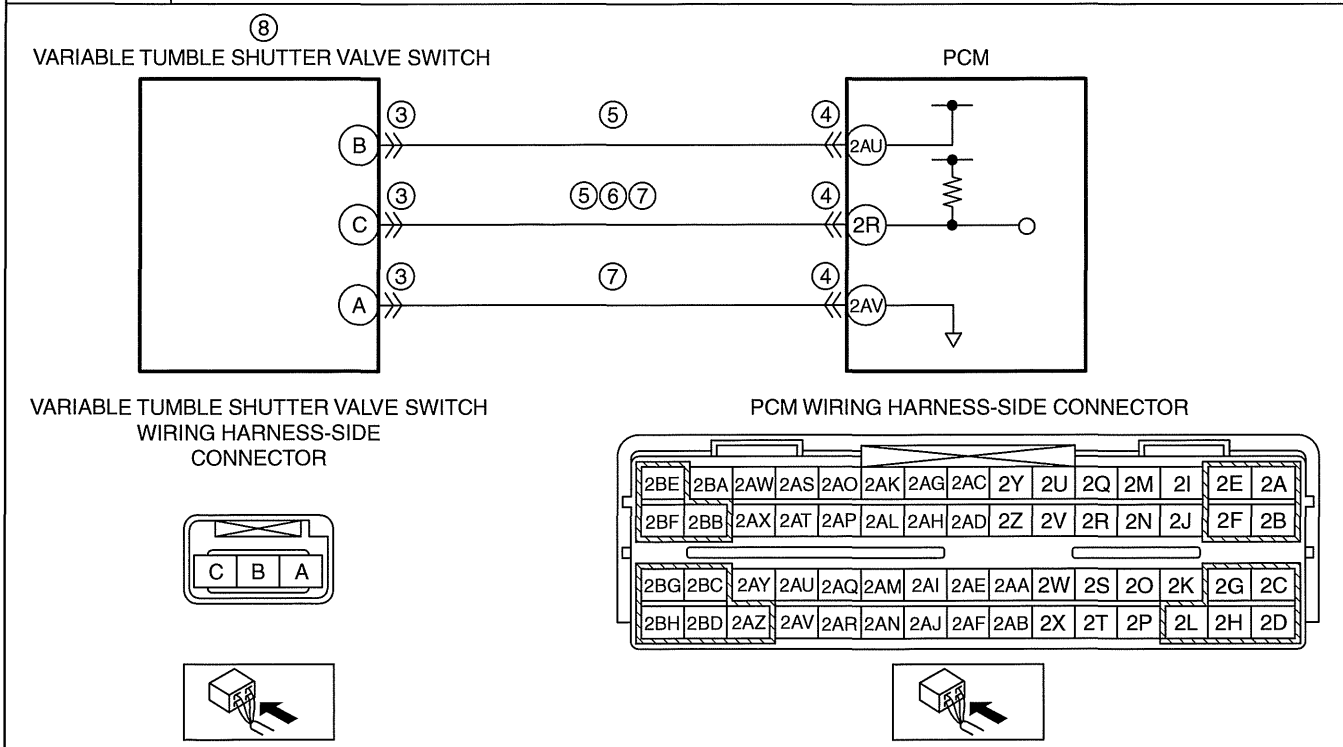 ⑧
VARIABLE TUMBLE SHUTTER VALVE SWITCH
PCM
B ③ ⑤ ④ 2AU
C ③ ⑤⑥⑦ ④ 2R
A ③ ⑦ ④ 2AV
VARIABLE TUMBLE SHUTTER VALVE SWITCH
WIRING HARNESS-SIDE
CONNECTOR
C B A
PCM WIRING HARNESS-SIDE CONNECTOR
2BE 2BA 2AW 2AS 2AO 2AK 2AG 2AC 2Y 2U 2Q 2M 2I 2E 2A
2BF 2BB 2AX 2AT 2AP 2AL 2AH 2AD 2Z 2V 2R 2N 2J 2F 2B
2BG 2BC 2AY 2AU 2AQ 2AM 2AI 2AE 2AA 2W 2S 2O 2K 2G 2C
2BH 2BD 2AZ 2AV 2AR 2AN 2AJ 2AF 2AB 2X 2T 2P 2L 2H 2D